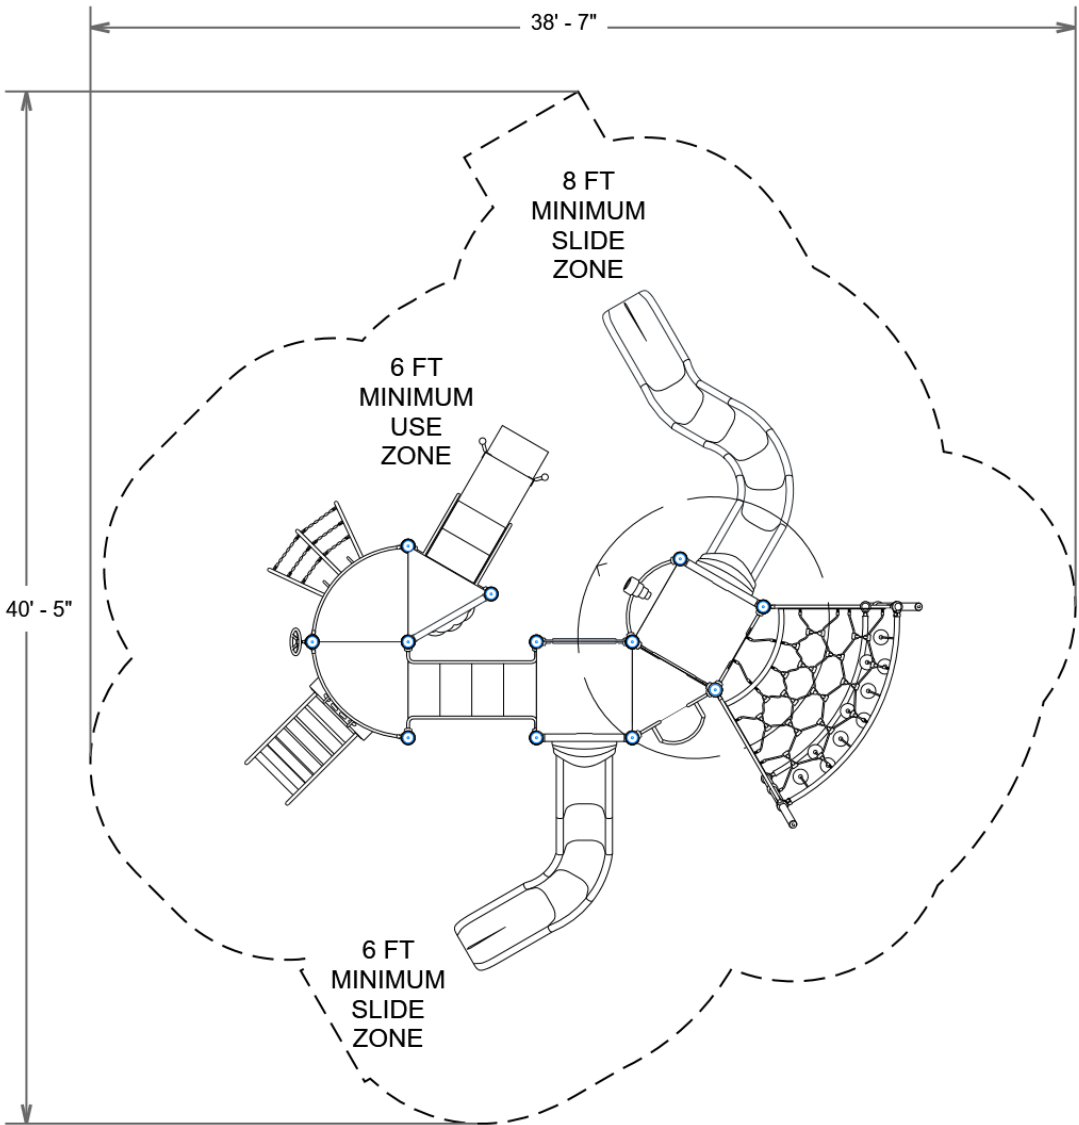 38' - 7"
8 FT
MINIMUM
SLIDE
ZONE
6 FT
MINIMUM
USE
ZONE
40' - 5"
6 FT
MINIMUM
SLIDE
ZONE